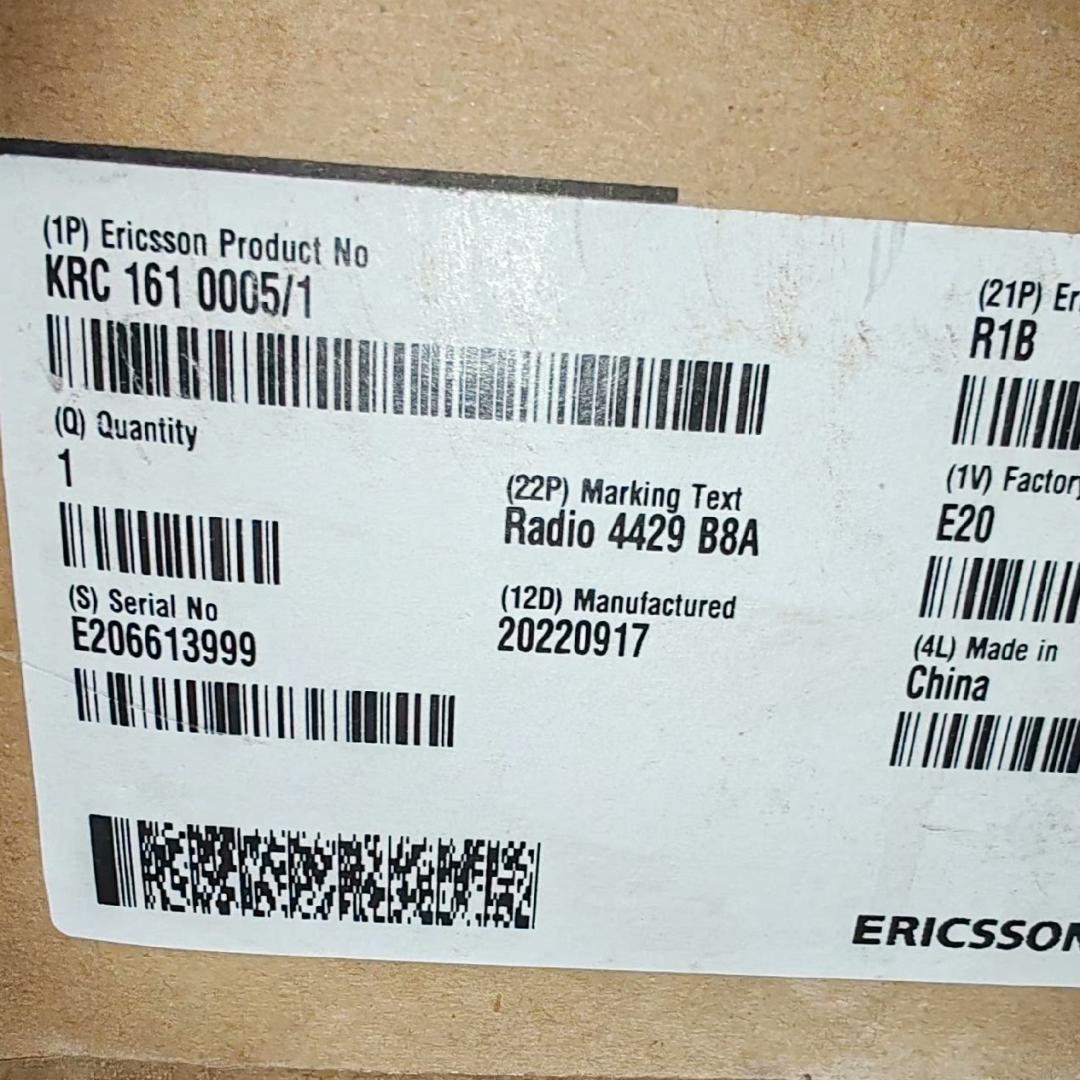 (1P) Ericsson Product No
KRC 161 0005/1
(Q) Quantity
1
(22P) Marking Text
Radio 4429 B8A
(S) Serial No
E206613999
(12D) Manufactured
20220917
(21P)
R1B
(1V) Factory
E20
(4L) Made in
China
ERICSSON